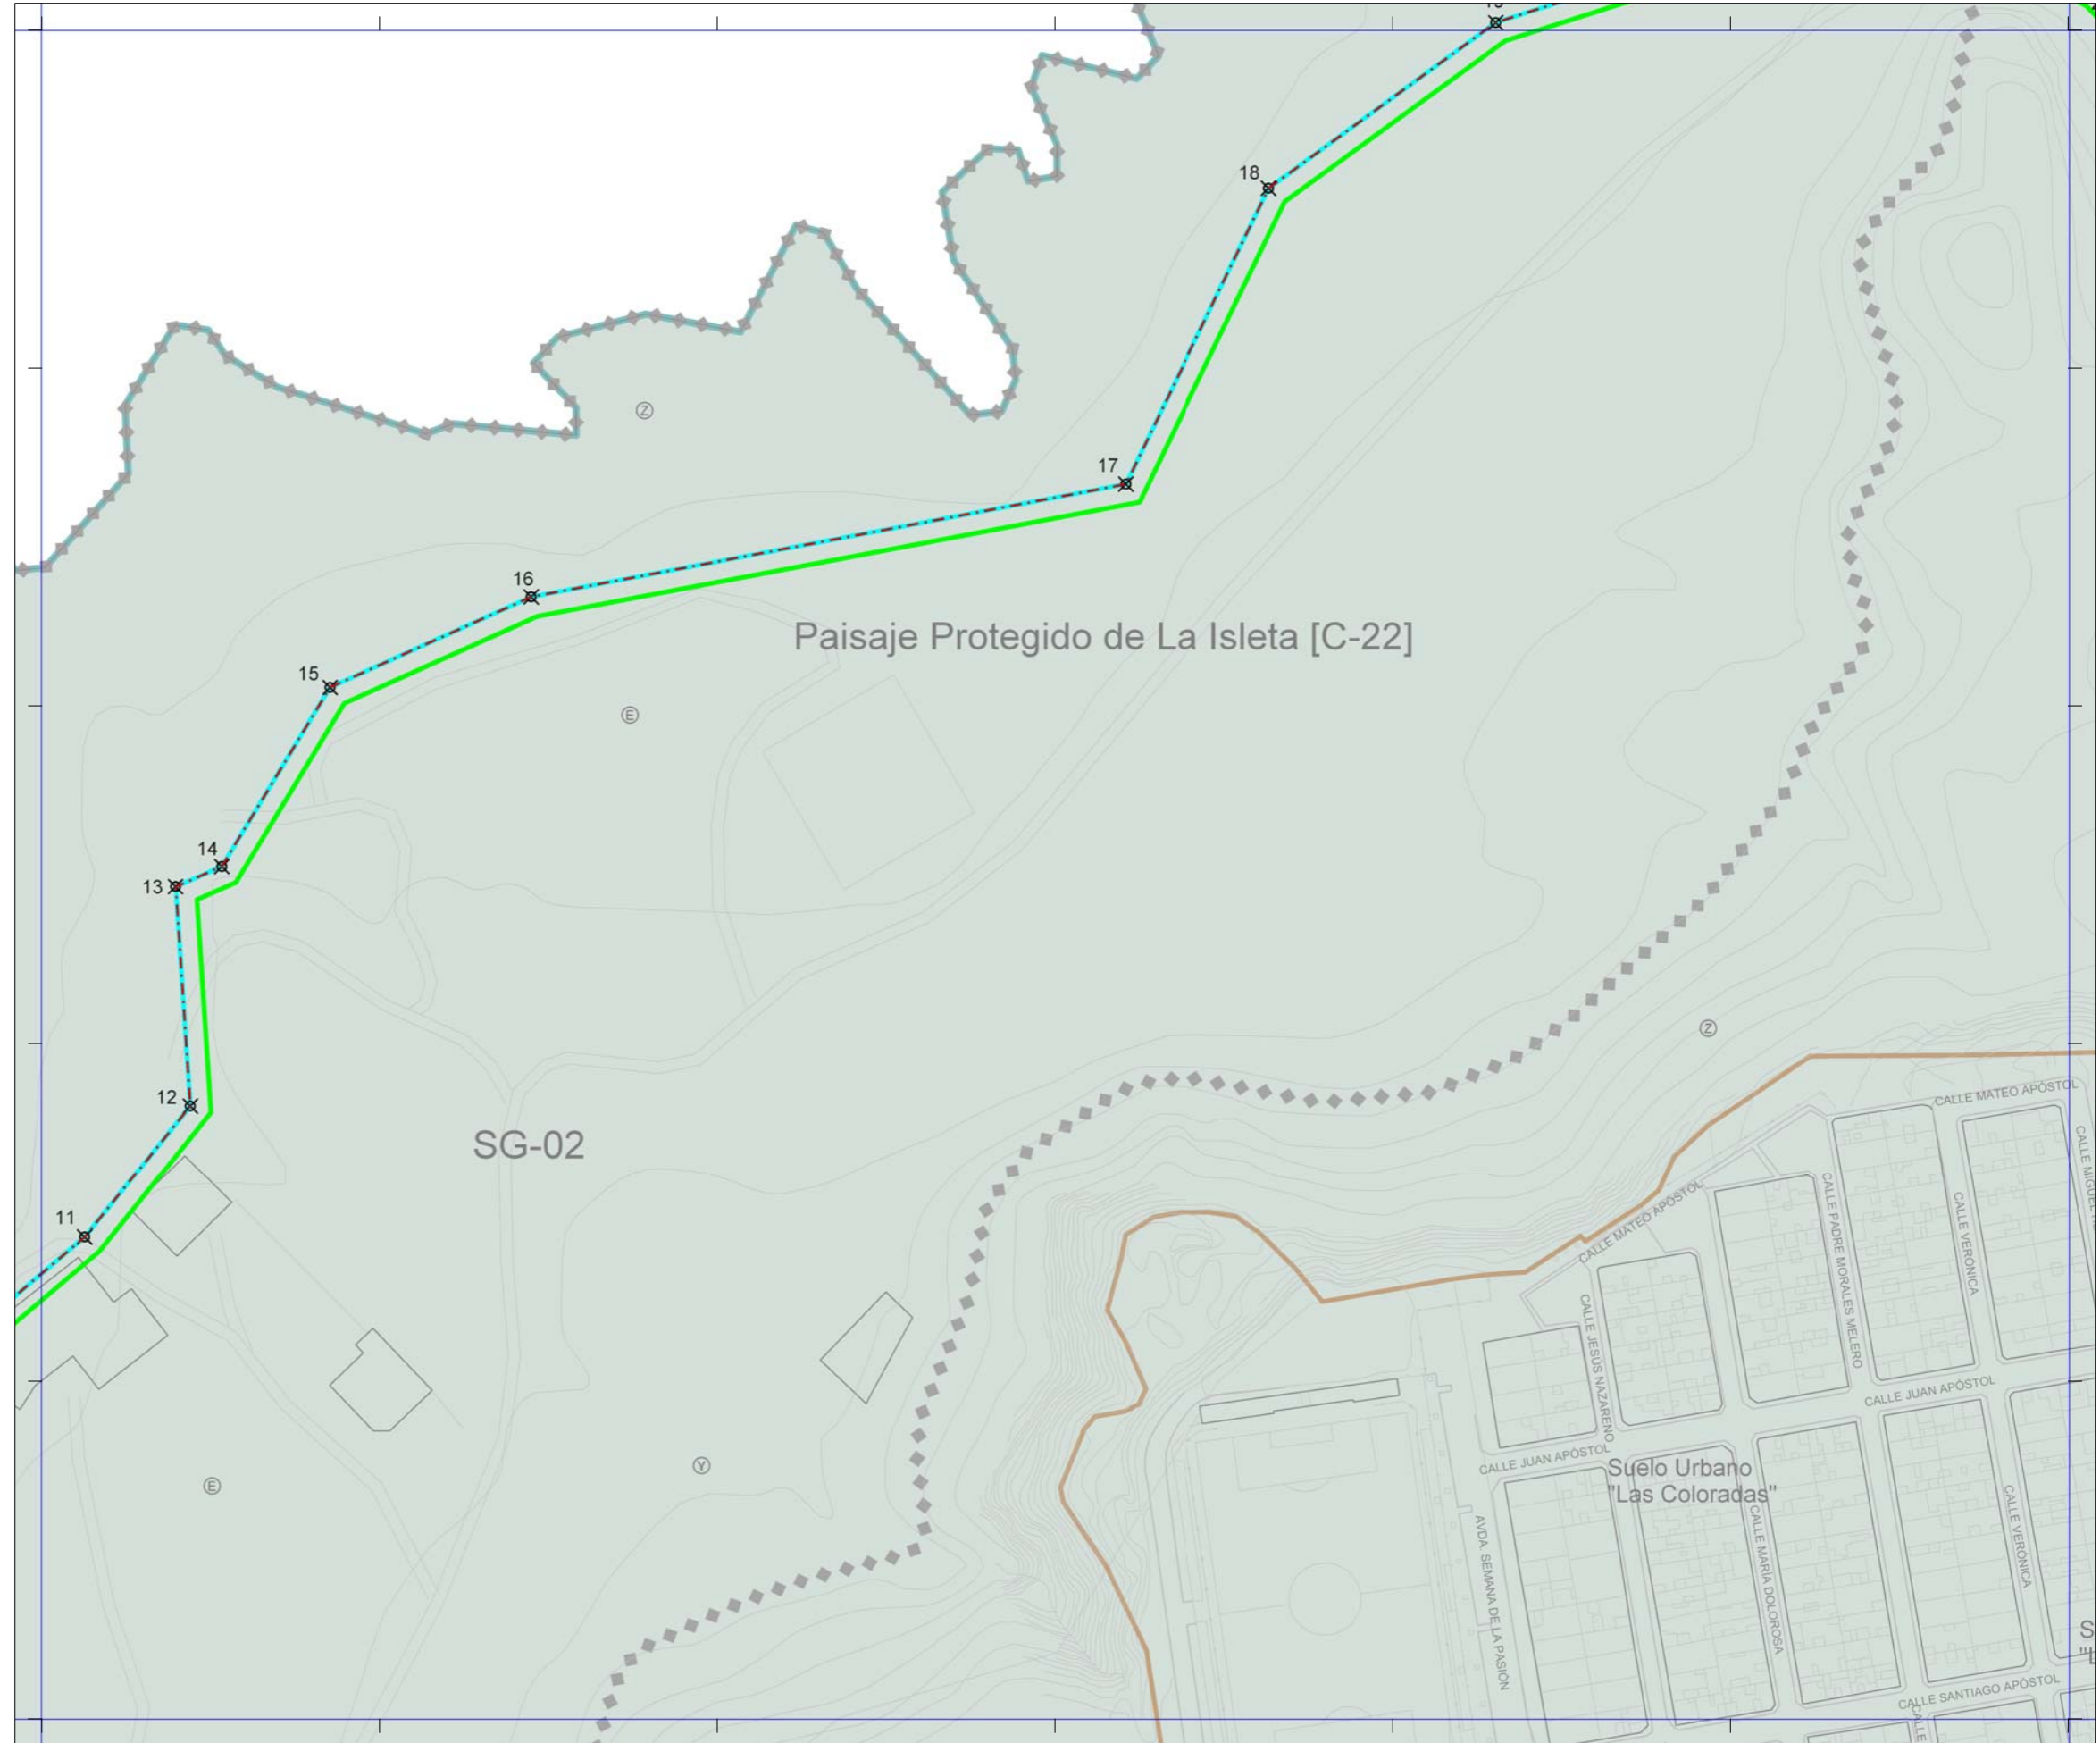 18
17
16
15
14
13
12
11
Z
Paisaje Protegido de La Isleta [C-22]
E
Z
SG-02
Y
E
CALLE MATEO APÓSTOL
CALLE MATEO APÓSTOL
CALLE PADRE MORALES MELERO
CALLE VERÓNICA
CALLE JESÚS NAZARENO
CALLE JUAN APÓSTOL
CALLE JUAN APÓSTOL
Suelo Urbano
"Las Coloradas"
CALLE MARÍA DOLOROSA
CALLE VERÓNICA
AVDA. SEMANA DE LA PASIÓN
CALLE SANTIAGO APÓSTOL
CALLE